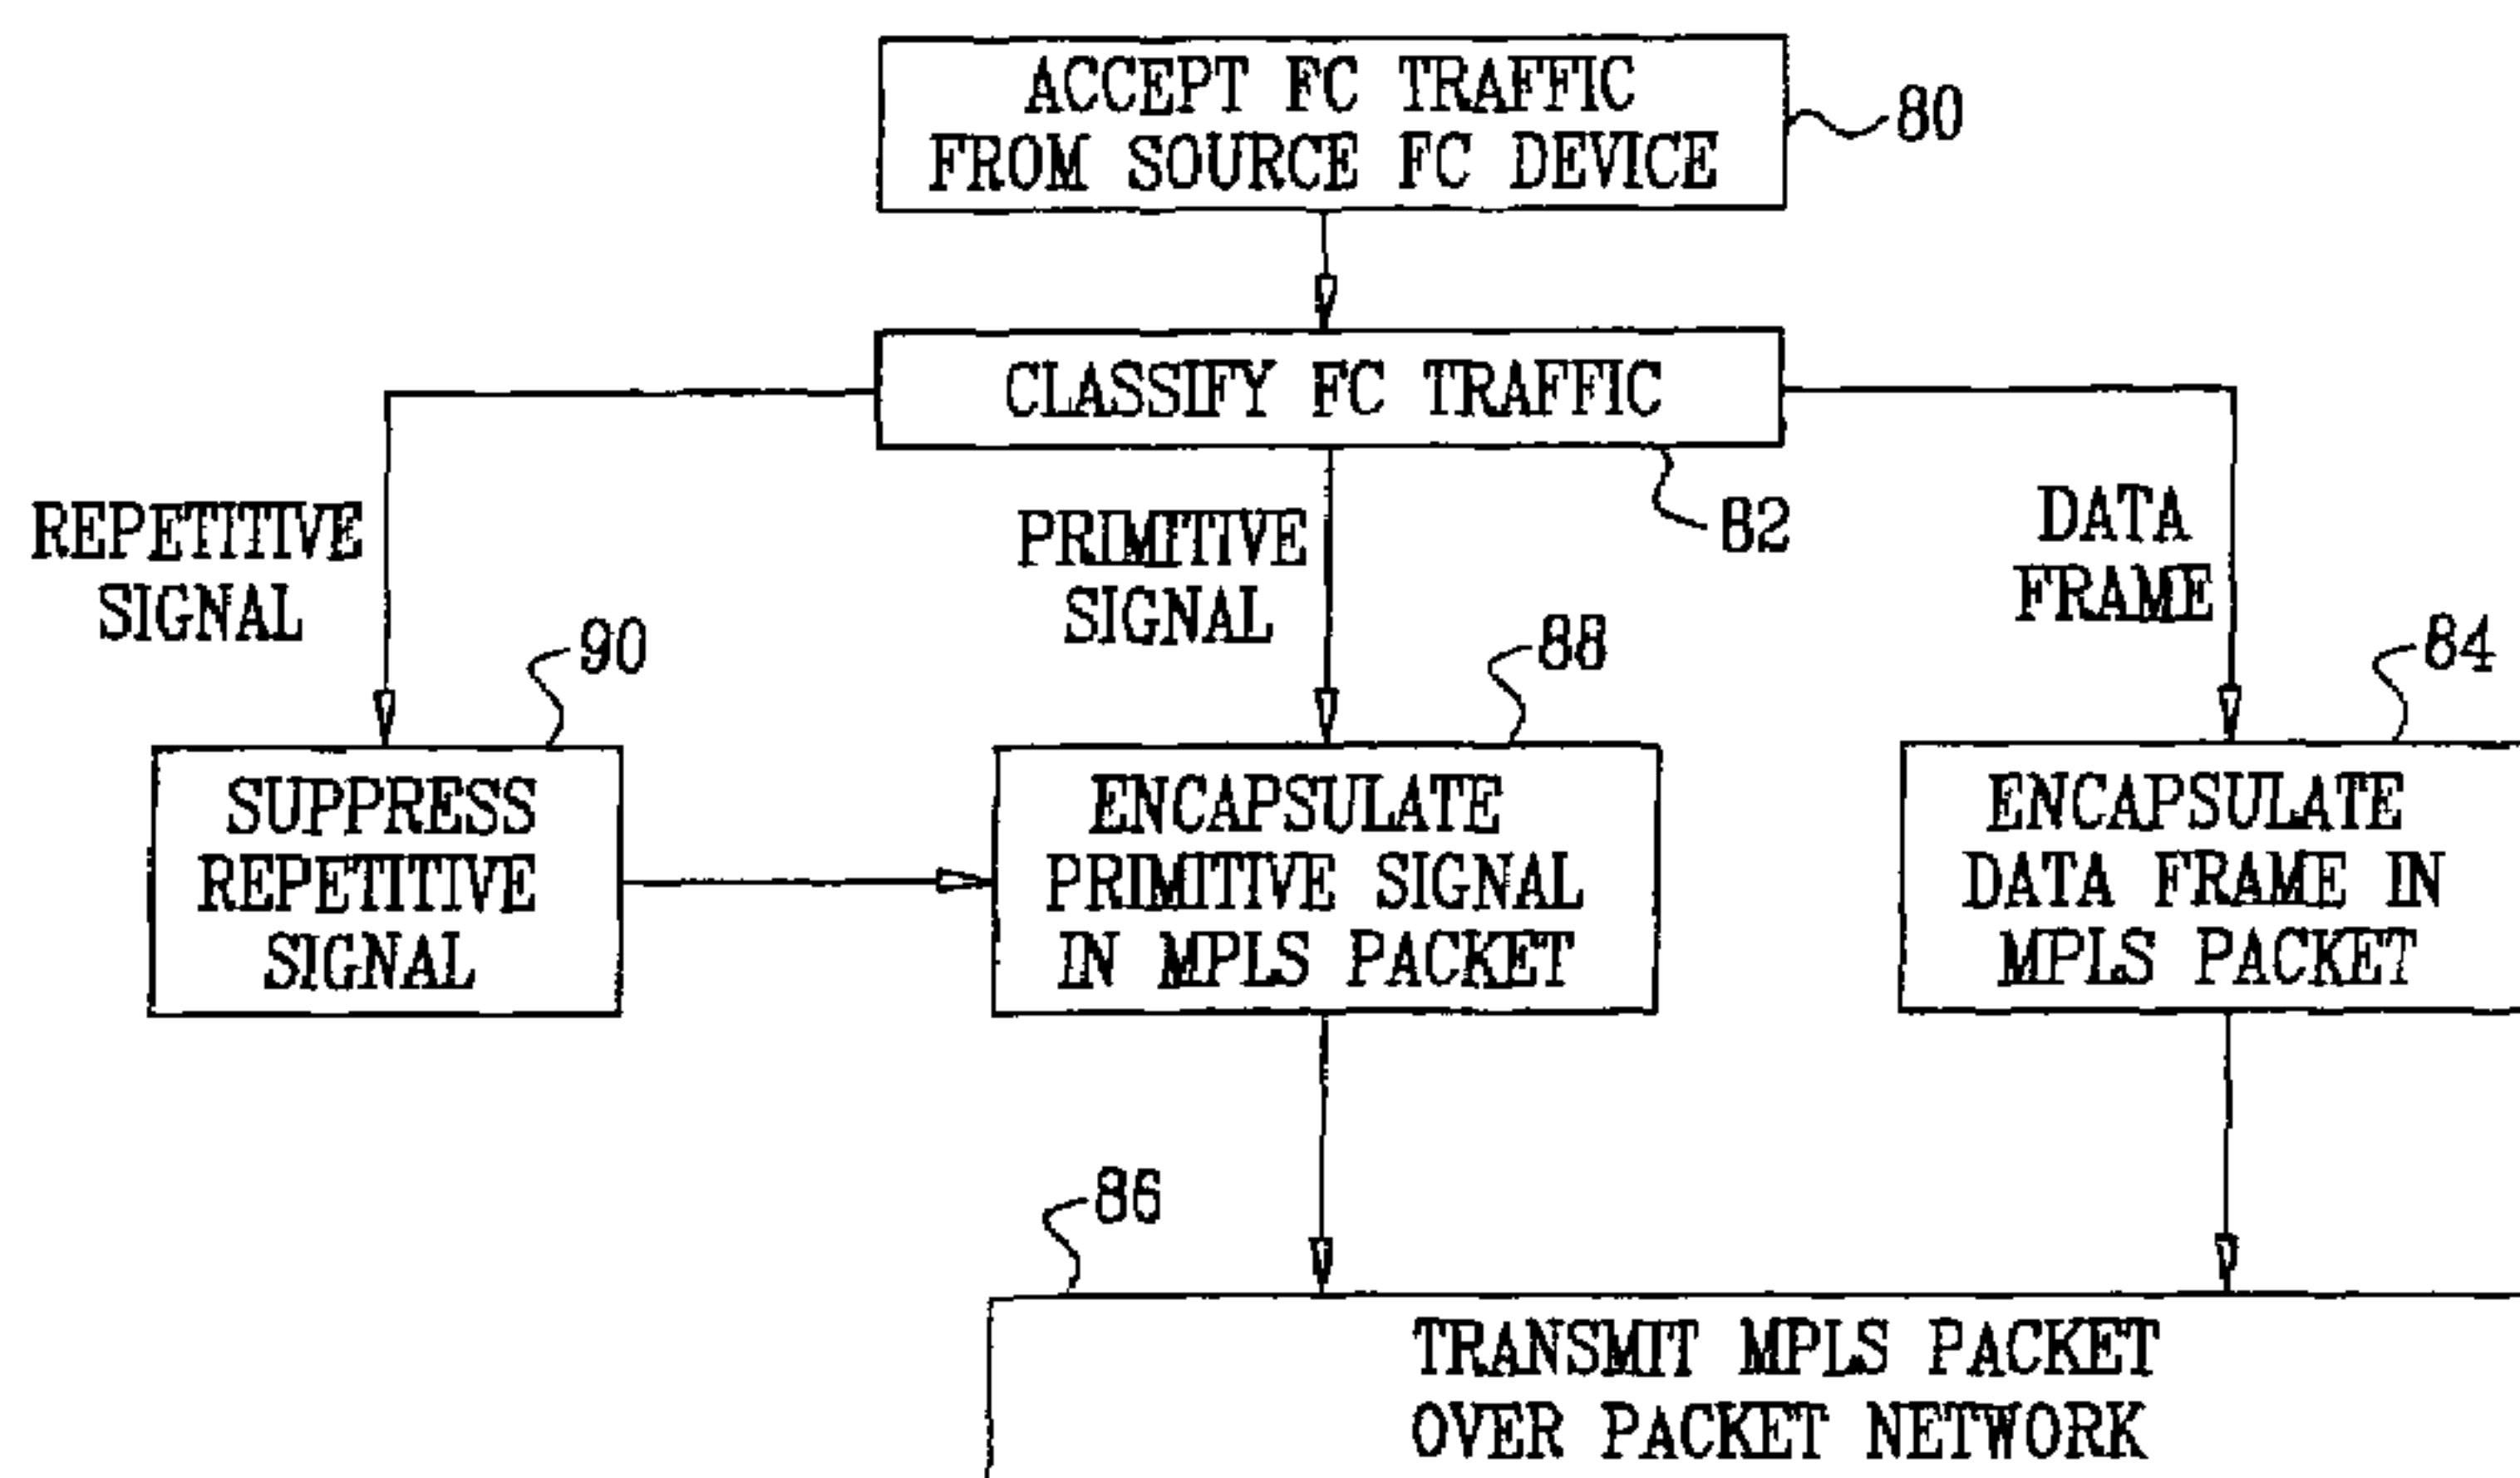 ACCEPT FC TRAFFIC
FROM SOURCE FC DEVICE
80
CLASSIFY FC TRAFFIC
82
REPETITIVE
SIGNAL
PRIMITIVE
SIGNAL
DATA
FRAME
90
88
84
SUPPRESS
REPETITIVE
SIGNAL
ENCAPSULATE
PRIMITIVE SIGNAL
IN MPLS PACKET
ENCAPSULATE
DATA FRAME IN
MPLS PACKET
86
TRANSMIT MPLS PACKET
OVER PACKET NETWORK